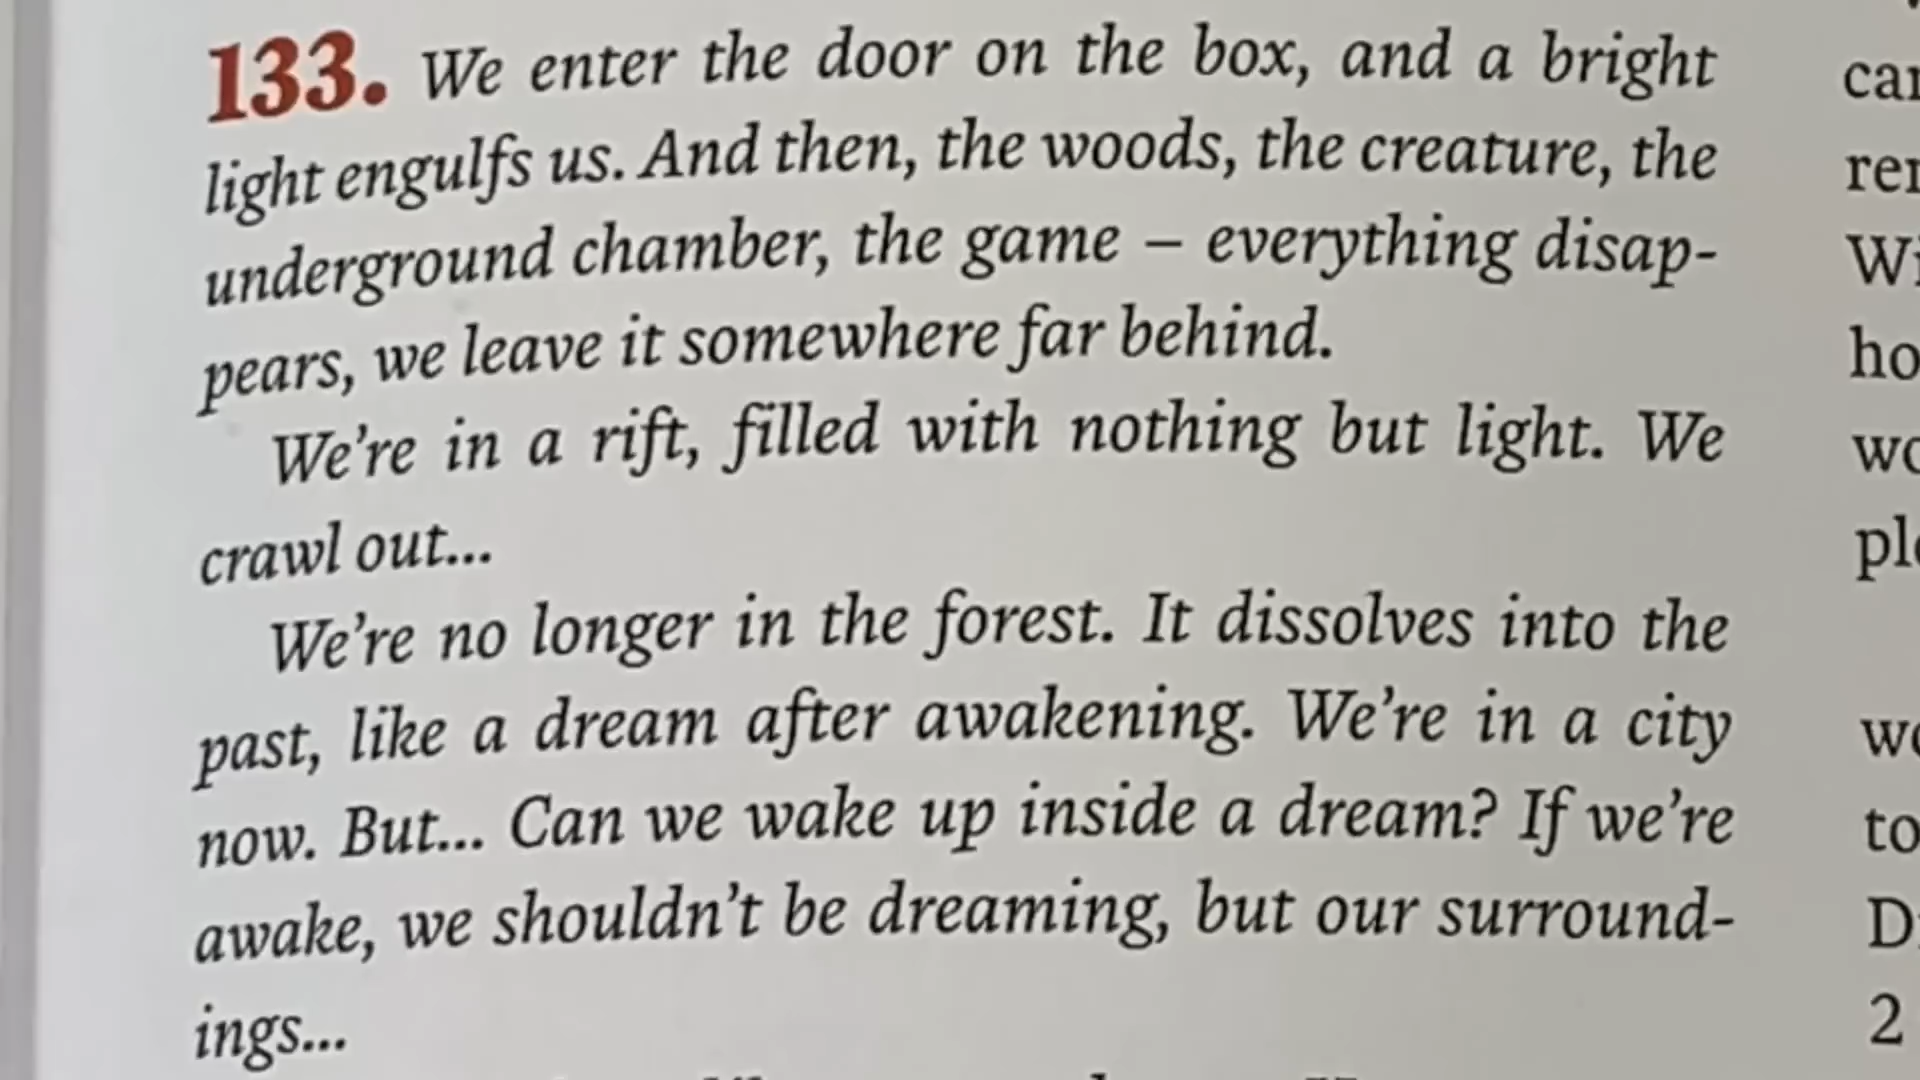 133. We enter the door on the box, and a bright
light engulfs us. And then, the woods, the creature, the
underground chamber, the game – everything disap-
pears, we leave it somewhere far behind.
We're in a rift, filled with nothing but light. We
crawl out...
We're no longer in the forest. It dissolves into the
past, like a dream after awakening. We're in a city
now. But... Can we wake up inside a dream? If we're
awake, we shouldn't be dreaming, but our surround-
ings...
2